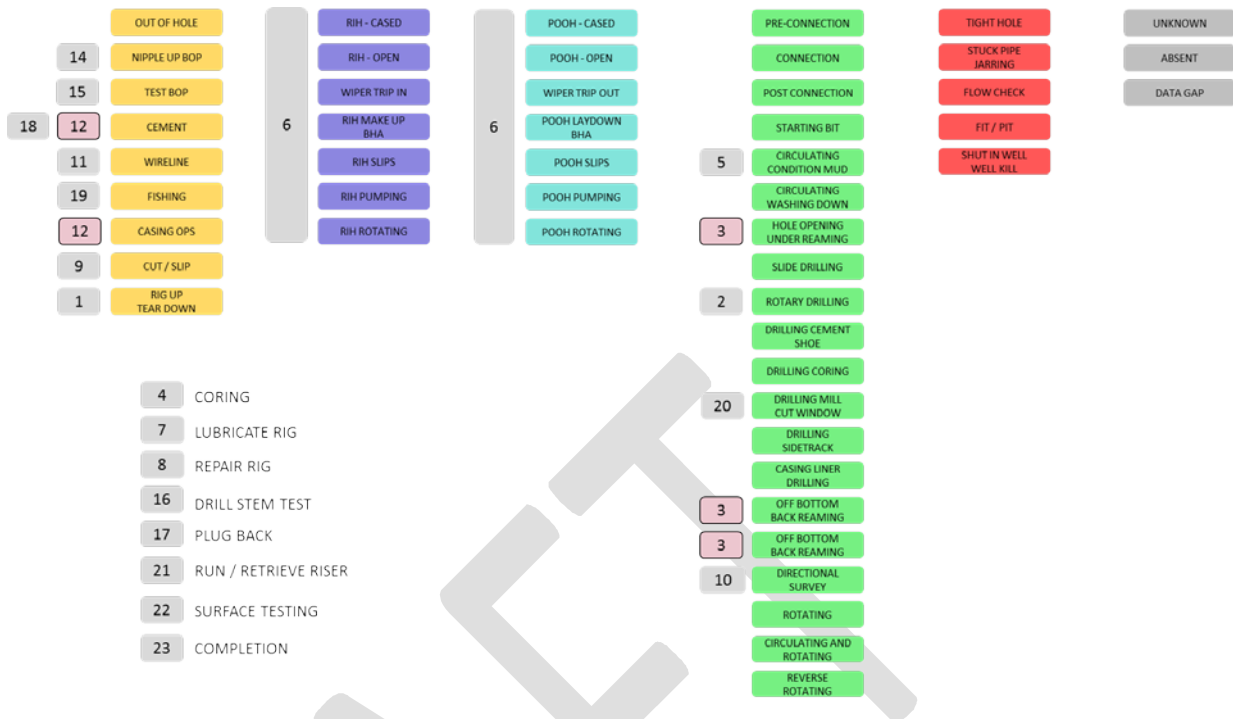 OUT OF HOLE
14
NIPPLE UP BOP
15
TEST BOP
18
12
CEMENT
11
WIRELINE
19
FISHING
12
CASING OPS
9
CUT / SLIP
1
RIG UP
TEAR DOWN
6
RIH - CASED
RIH - OPEN
WIPER TRIP IN
RIH MAKE UP
BHA
RIH SLIPS
RIH PUMPING
RIH ROTATING
6
POOH - CASED
POOH - OPEN
WIPER TRIP OUT
POOH LAYDOWN
BHA
POOH SLIPS
POOH PUMPING
POOH ROTATING
PRE-CONNECTION
CONNECTION
POST CONNECTION
STARTING BIT
5
CIRCULATING
CONDITION MUD
CIRCULATING
WASHING DOWN
3
HOLE OPENING
UNDER REAMING
SLIDE DRILLING
2
ROTARY DRILLING
DRILLING CEMENT
SHOE
DRILLING CORING
20
DRILLING MILL
CUT WINDOW
DRILLING
SIDETRACK
CASING LINER
DRILLING
3
OFF BOTTOM
BACK REAMING
3
OFF BOTTOM
BACK REAMING
10
DIRECTIONAL
SURVEY
ROTATING
CIRCULATING AND
ROTATING
REVERSE
ROTATING
TIGHT HOLE
STUCK PIPE
JARRING
FLOW CHECK
FIT / PIT
SHUT IN WELL
WELL KILL
UNKNOWN
ABSENT
DATA GAP
4 CORING
7 LUBRICATE RIG
8 REPAIR RIG
16 DRILL STEM TEST
17 PLUG BACK
21 RUN / RETRIEVE RISER
22 SURFACE TESTING
23 COMPLETION